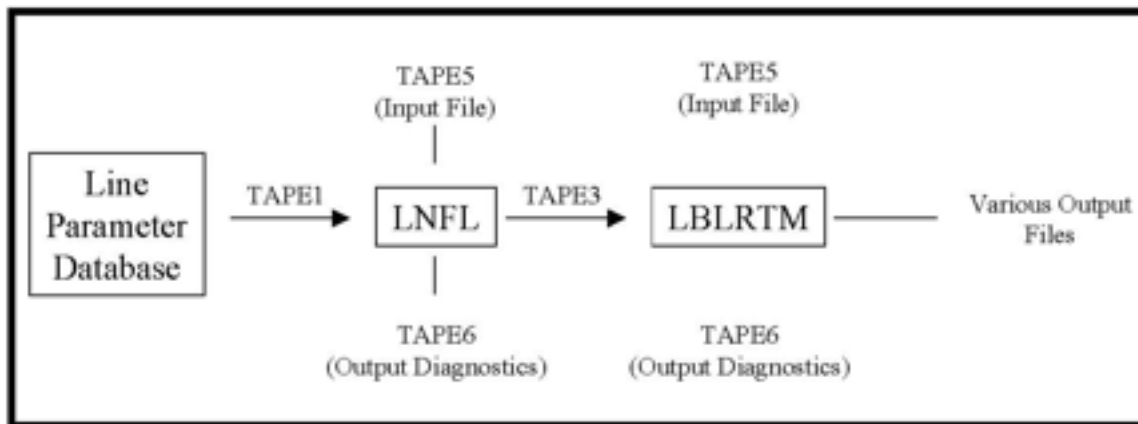 TAPE5
(Input File)
TAPE5
(Input File)
Line
Parameter
Database
TAPE1
LNFL
TAPE3
LBLRTM
Various Output
Files
TAPE6
(Output Diagnostics)
TAPE6
(Output Diagnostics)